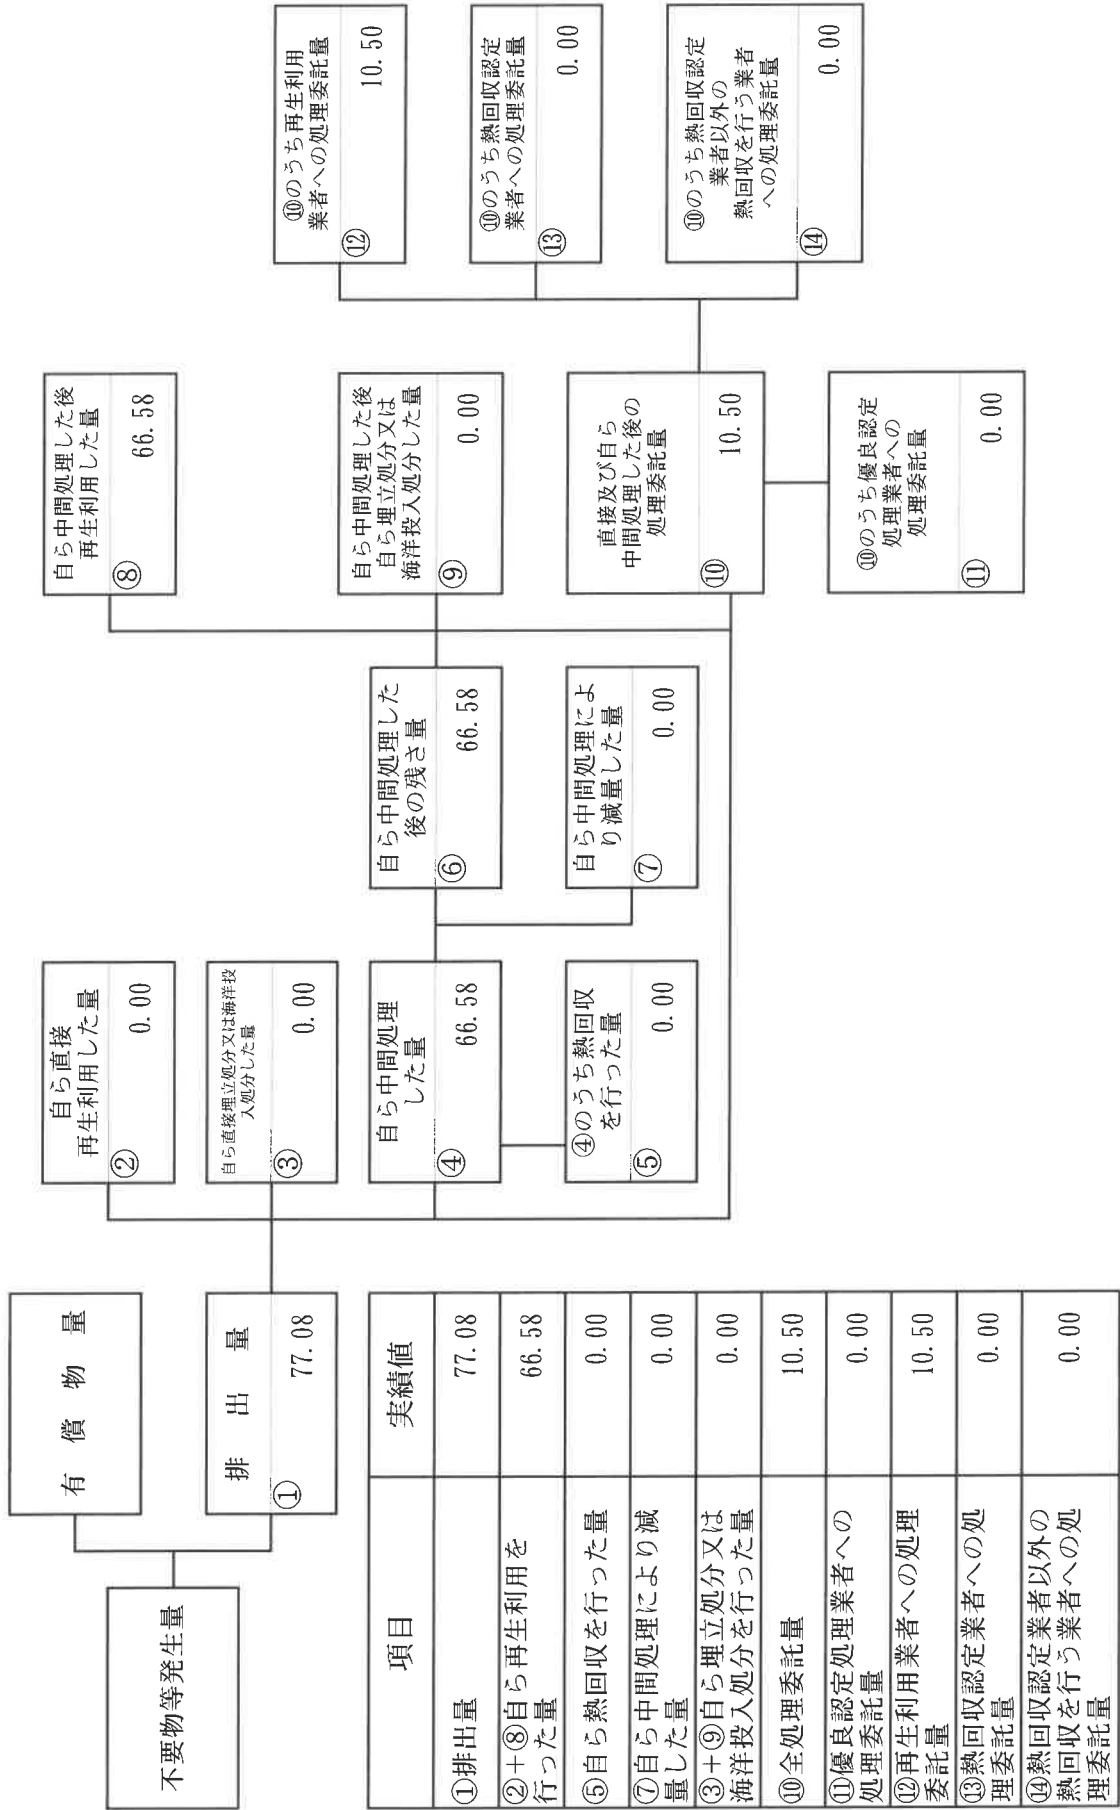 不要物等発生量
有償物量
排出量
①
77.08
自ら直接
再生利用した量
②
0.00
自ら直接埋立処分又は海洋投
入処分した量
③
0.00
自ら中間処理
した量
④
66.58
④のうち熱回収
を行った量
⑤
0.00
自ら中間処理した
後の残さ量
⑥
66.58
自ら中間処理によ
り減量した量
⑦
0.00
自ら中間処理した後
再生利用した量
⑧
66.58
自ら中間処理した後
自ら埋立処分又は
海洋投入処分した量
⑨
0.00
直接及び自ら
中間処理した後の
処理委託量
⑩
10.50
⑩のうち優良認定
処理業者への
処理委託量
⑪
0.00
⑩のうち再生利用
業者への処理委託量
⑫
10.50
⑩のうち熱回収認定
業者への処理委託量
⑬
0.00
⑩のうち熱回収認定
業者以外の
熱回収を行う業者
への処理委託量
⑭
0.00
項目
実績値
①排出量
77.08
②+⑧自ら再生利用を
行った量
66.58
⑤自ら熱回収を行った量
0.00
⑦自ら中間処理により減
量した量
0.00
③+⑨自ら埋立処分又は
海洋投入処分を行った量
0.00
⑩全処理委託量
10.50
⑪優良認定処理業者への
処理委託量
0.00
⑫再生利用業者への処理
委託量
10.50
⑬熱回収認定業者への処
理委託量
0.00
⑭熱回収認定業者以外の
熱回収を行う業者への処
理委託量
0.00